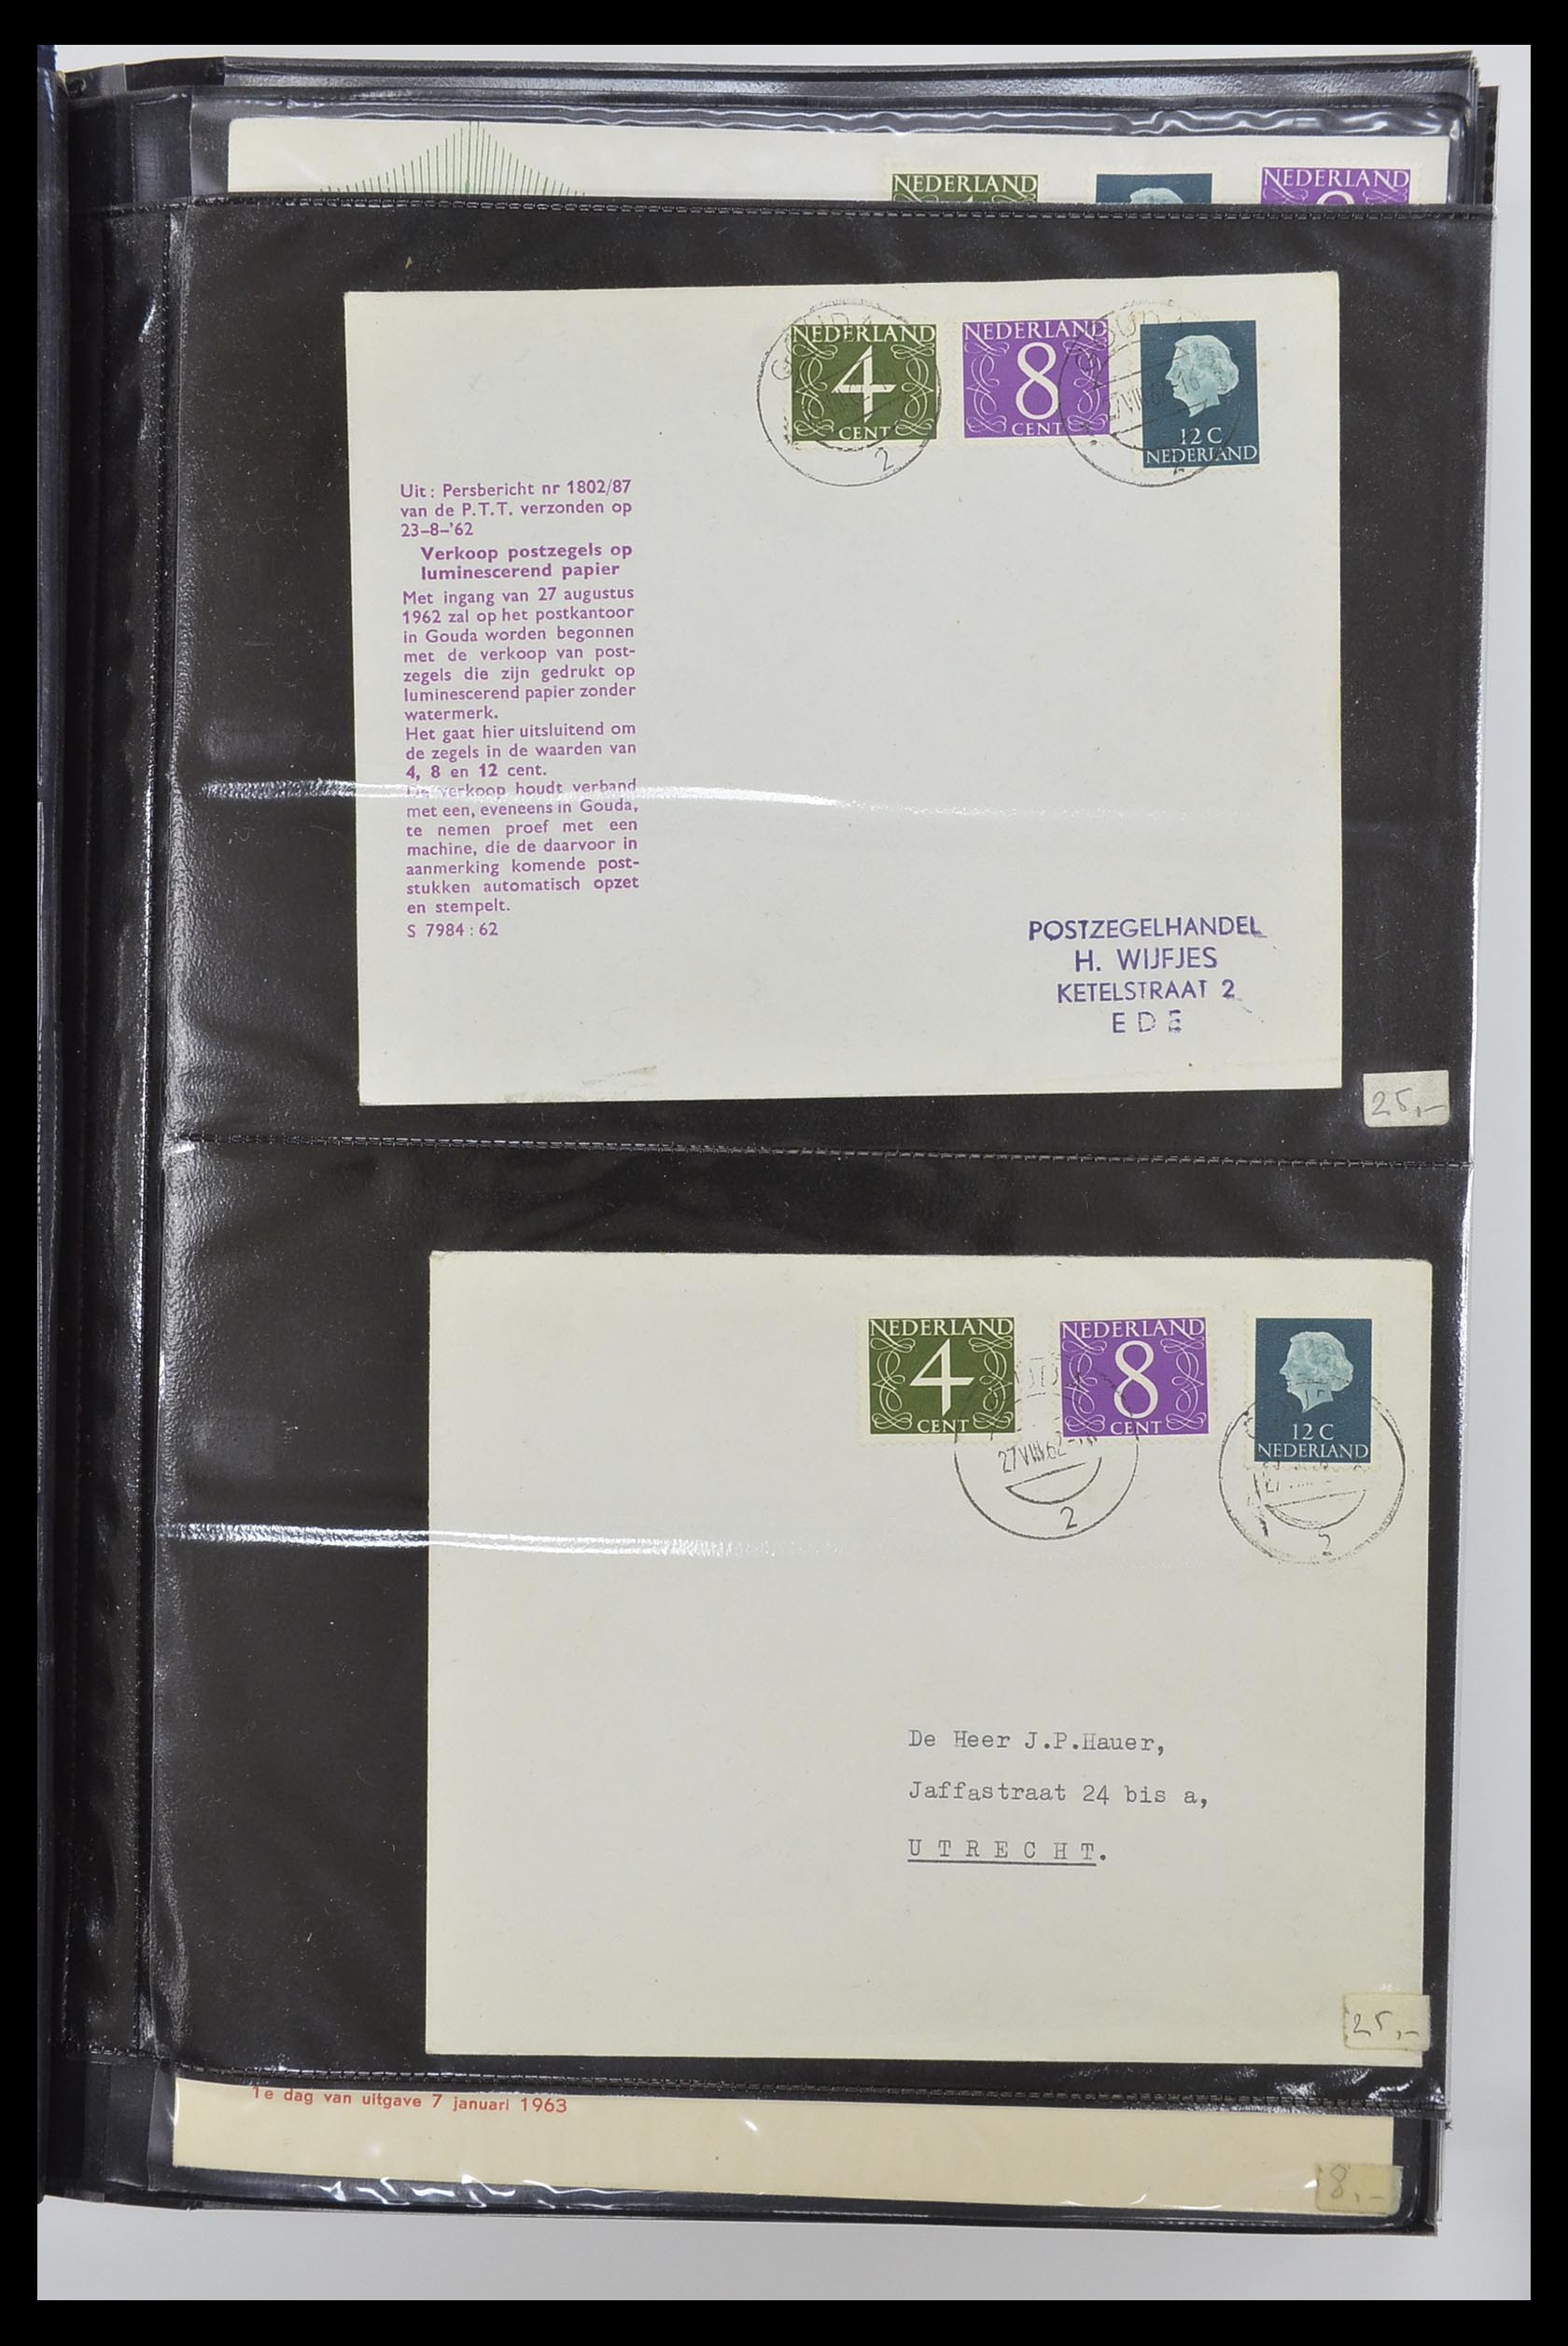 NEDERLAND
NEDERLAND
NEDERLAND
4
CENT
NEDERLAND
8
CENT
12 C
NEDERLAND
GOUDA
2
GOUDA
27 VIII 62
2
Uit: Persbericht nr 1802/87
van de P.T.T. verzonden op
23-8-'62
Verkoop postzegels op
luminescerend papier
Met ingang van 27 augustus
1962 zal op het postkantoor
in Gouda worden begonnen
met de verkoop van post-
zegels die zijn gedrukt op
luminescerend papier zonder
watermerk.
Het gaat hier uitsluitend om
de zegels in de waarden van
4, 8 en 12 cent.
De verkoop houdt verband
met een, eveneens in Gouda,
te nemen proef met een
machine, die de daarvoor in
aanmerking komende post-
stukken automatisch opzet
en stempelt.
S 7984:62
POSTZEGELHANDEL
H. WIJFJES
KETELSTRAAT 2
EDE
25,-
NEDERLAND
4
CENT
NEDERLAND
8
CENT
12 C
NEDERLAND
27 VIII 62
2
2
De Heer J.P.Hauer,
Jaffastraat 24 bis a,
U T R E C H T.
25,-
1e dag van uitgave 7 januari 1963
8,-